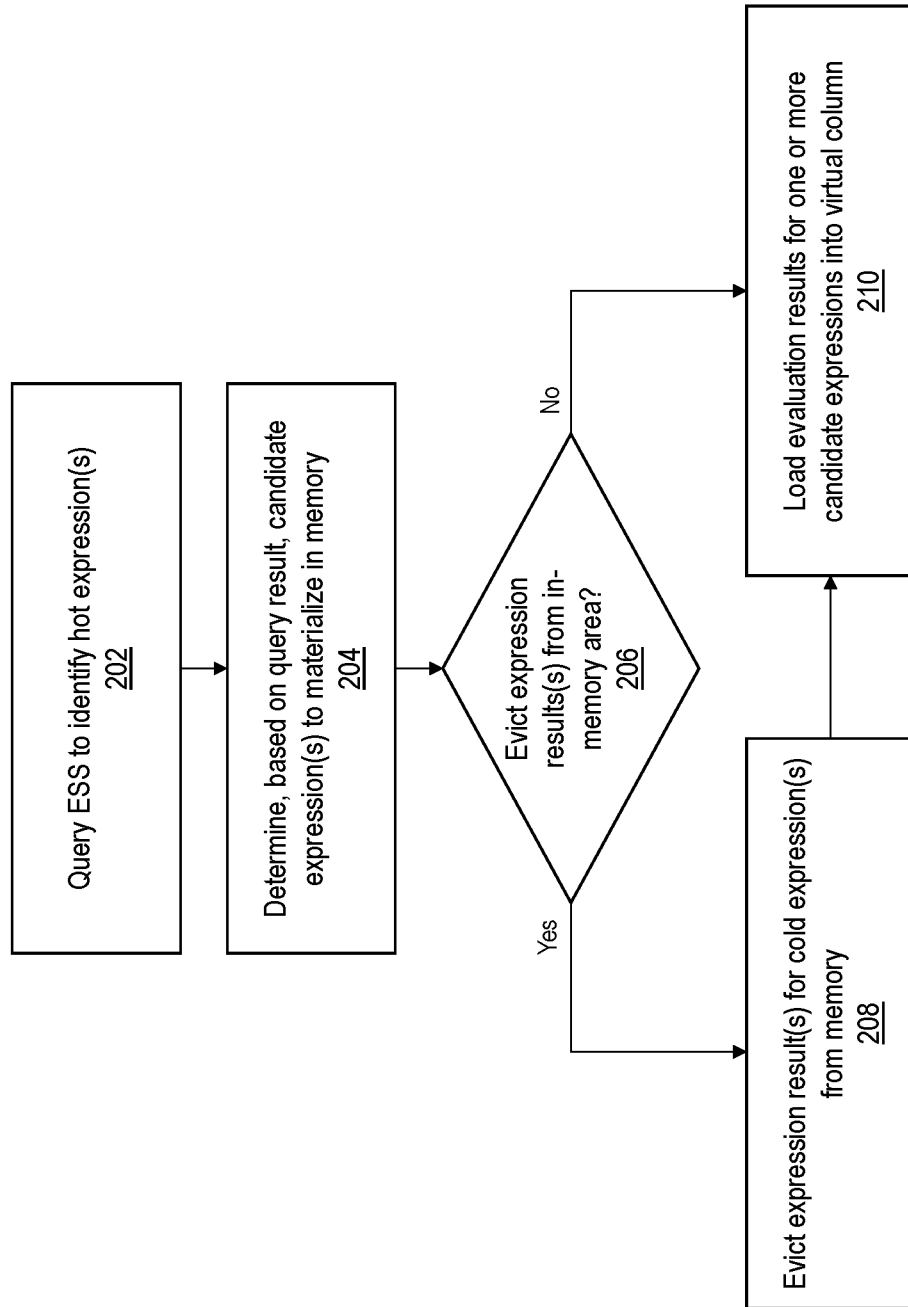 Query ESS to identify hot expression(s)
202
Determine, based on query result, candidate
expression(s) to materialize in memory
204
Evict expression
results(s) from in-
memory area?
206
Yes
No
Evict expression result(s) for cold expression(s)
from memory
208
Load evaluation results for one or more
candidate expressions into virtual column
210